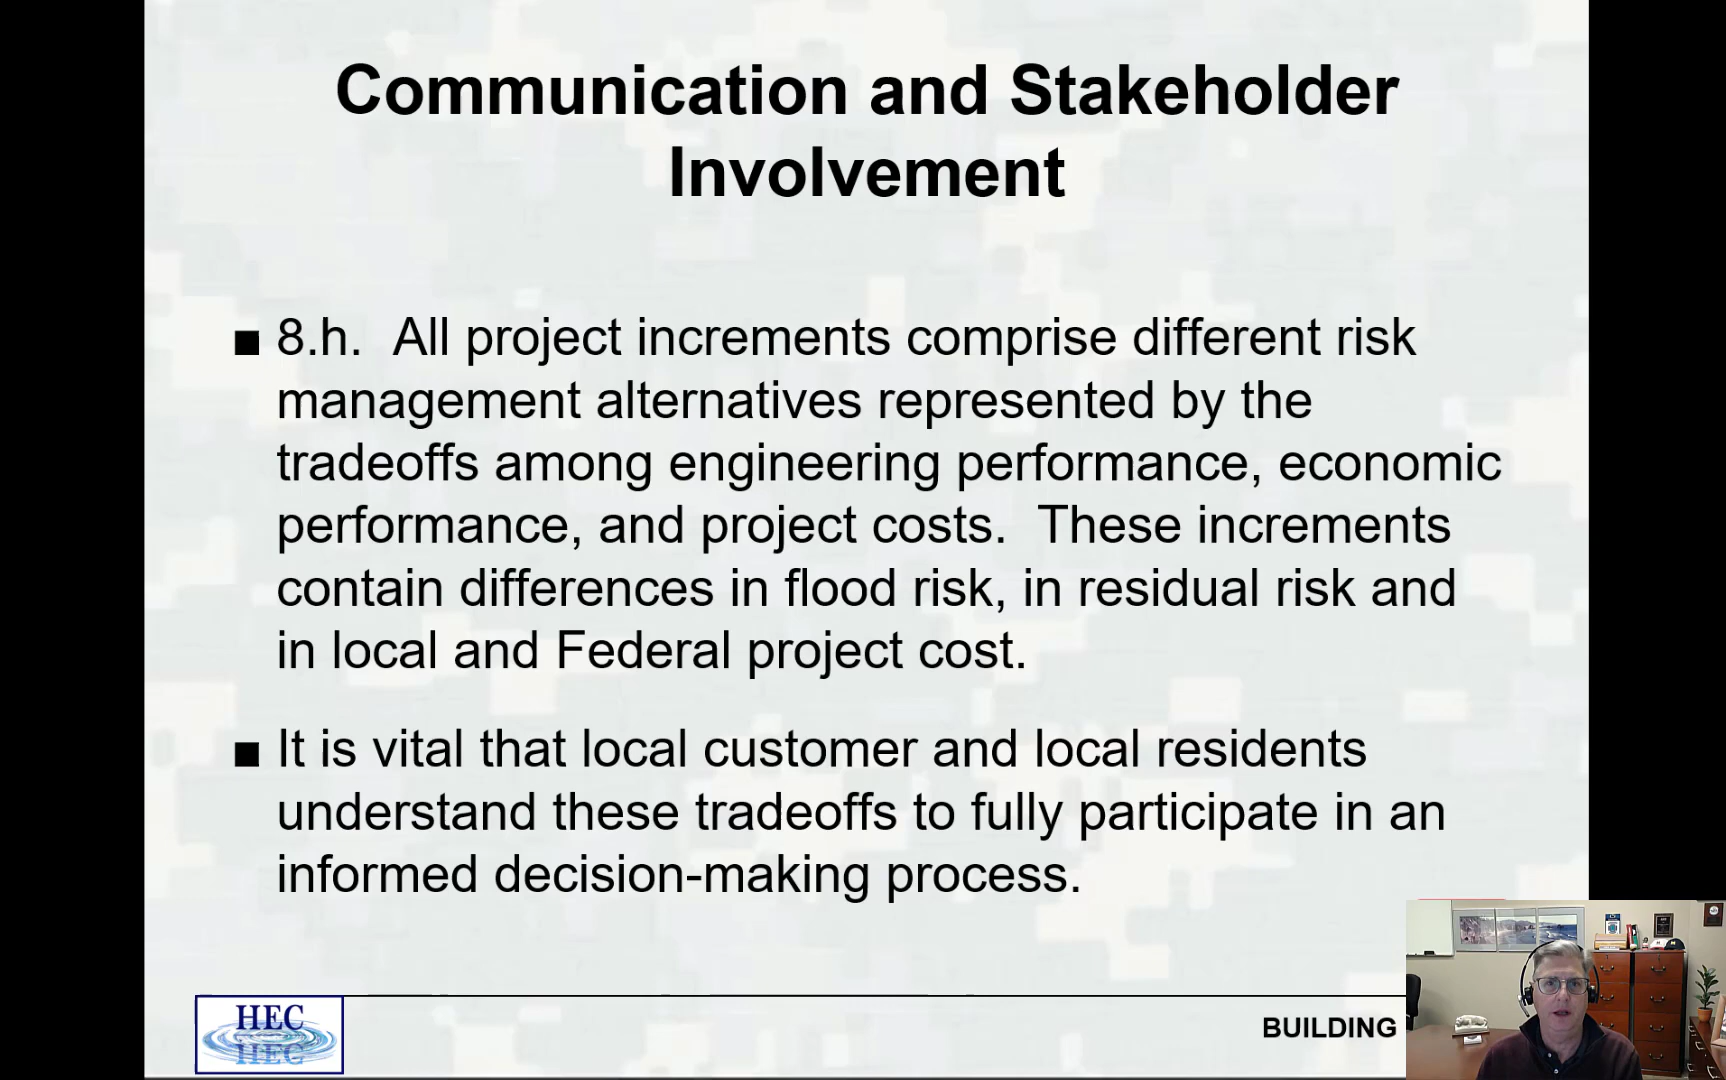 Communication and Stakeholder
Involvement
■ 8.h. All project increments comprise different risk
management alternatives represented by the
tradeoffs among engineering performance, economic
performance, and project costs. These increments
contain differences in flood risk, in residual risk and
in local and Federal project cost.
■ It is vital that local customer and local residents
understand these tradeoffs to fully participate in an
informed decision-making process.
HEC
BUILDING